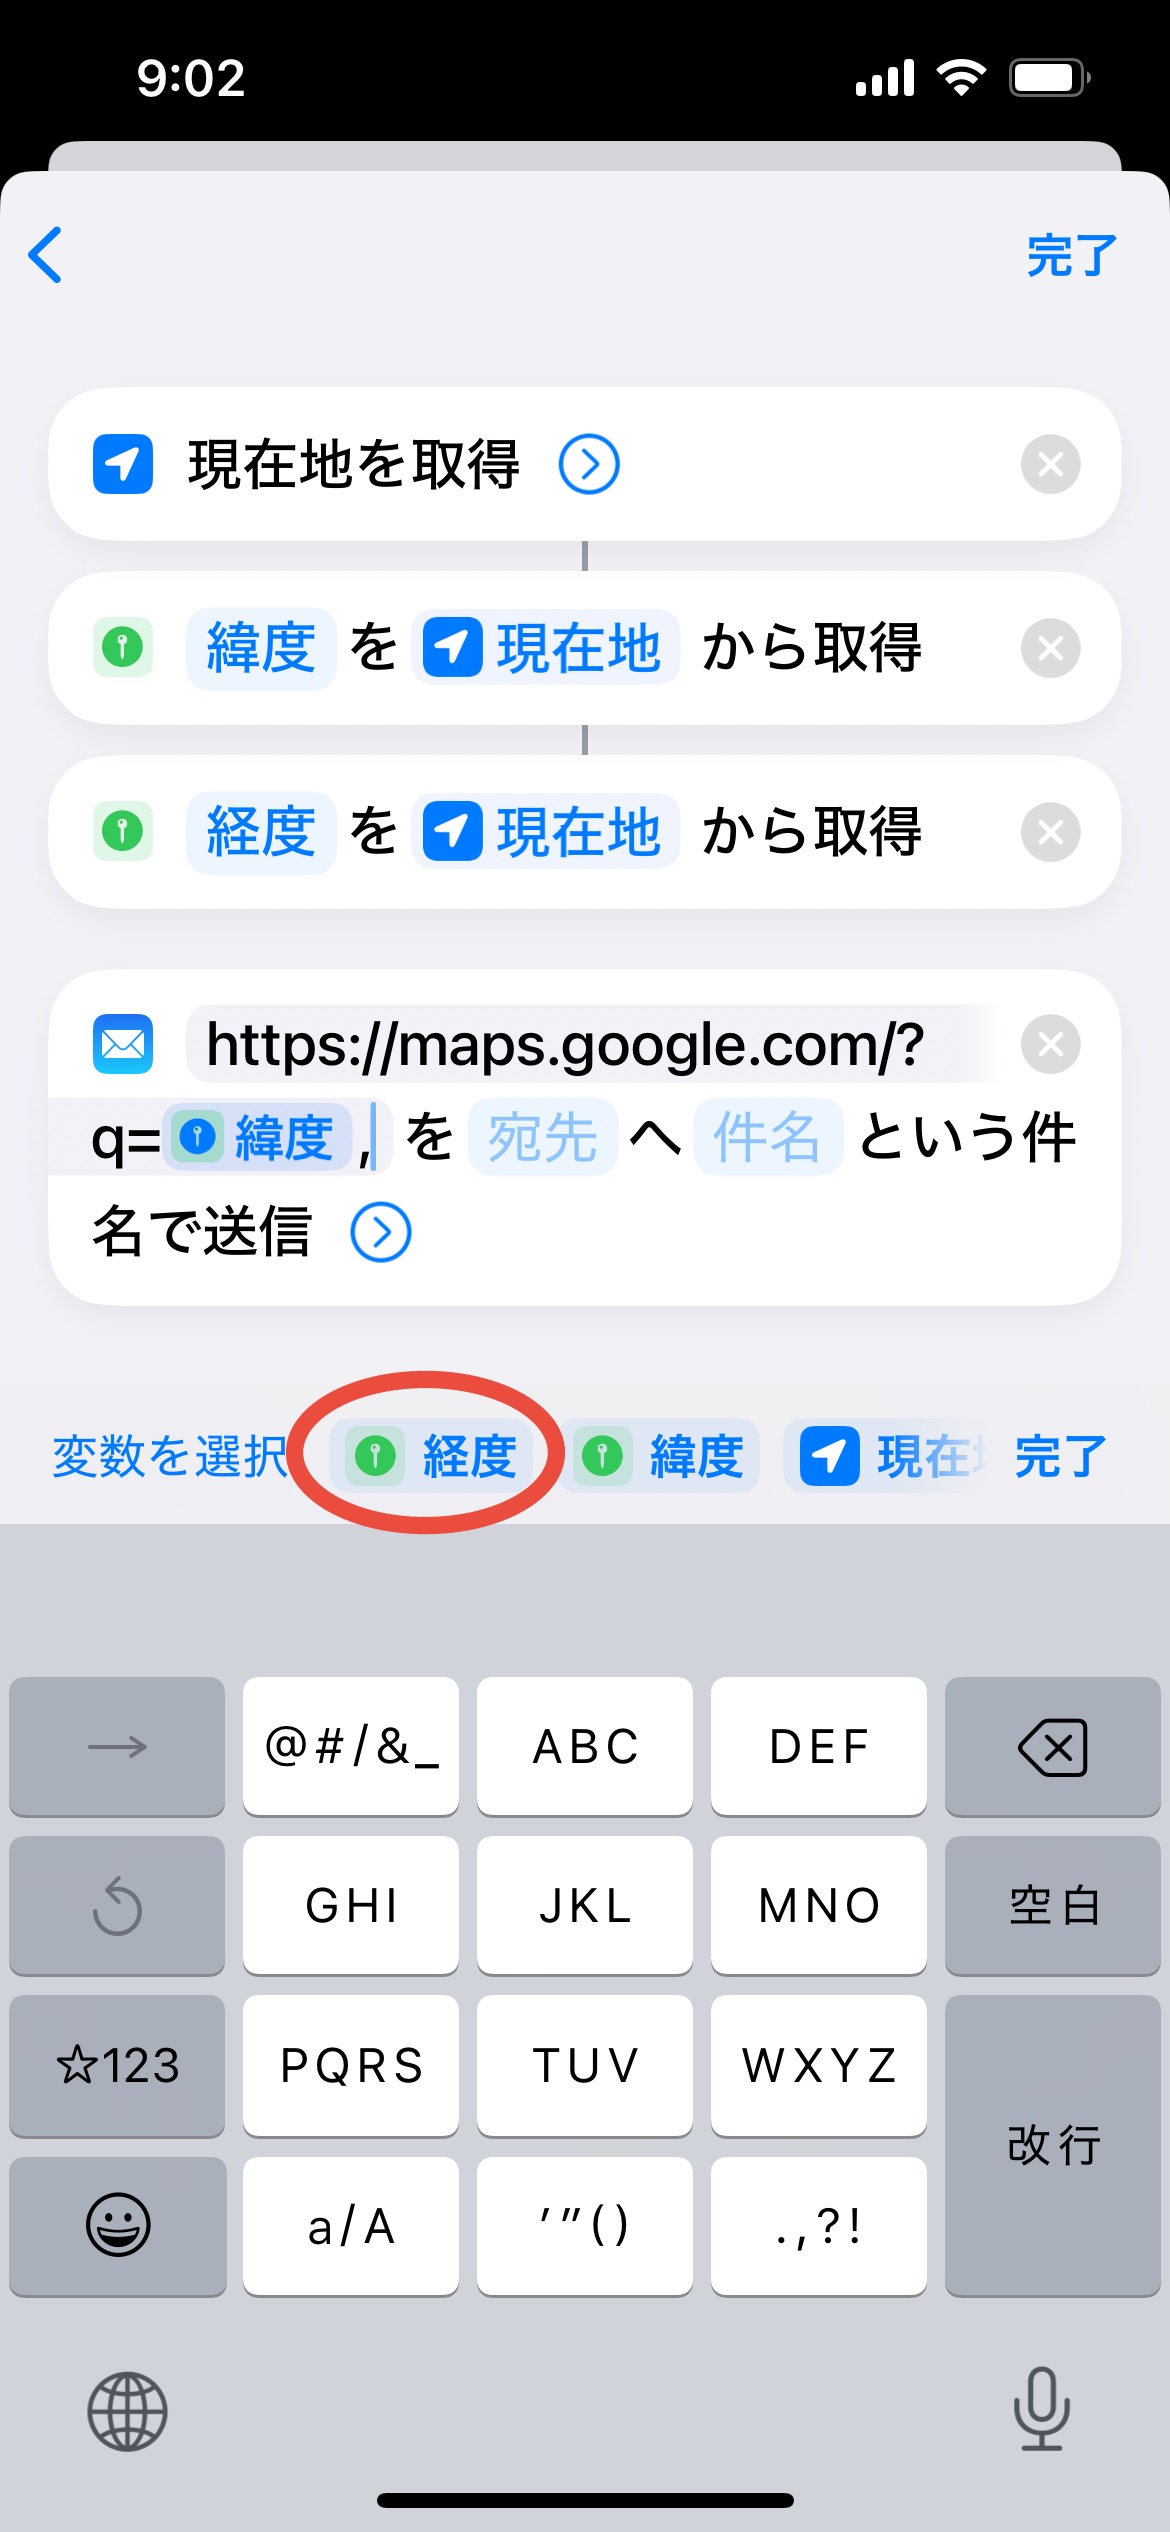 9:02
完了
現在地を取得
緯度 を 現在地 から取得
経度 を 現在地 から取得
https://maps.google.com/?
q= 緯度 , を 宛先 へ 件名 という件
名で送信
変数を選択 経度 緯度 現在 完了
→ @#/&_ ABC DEF
GHI JKL MNO 空白
☆123 PQRS TUV WXYZ
改行
a/A ′″() .,?!